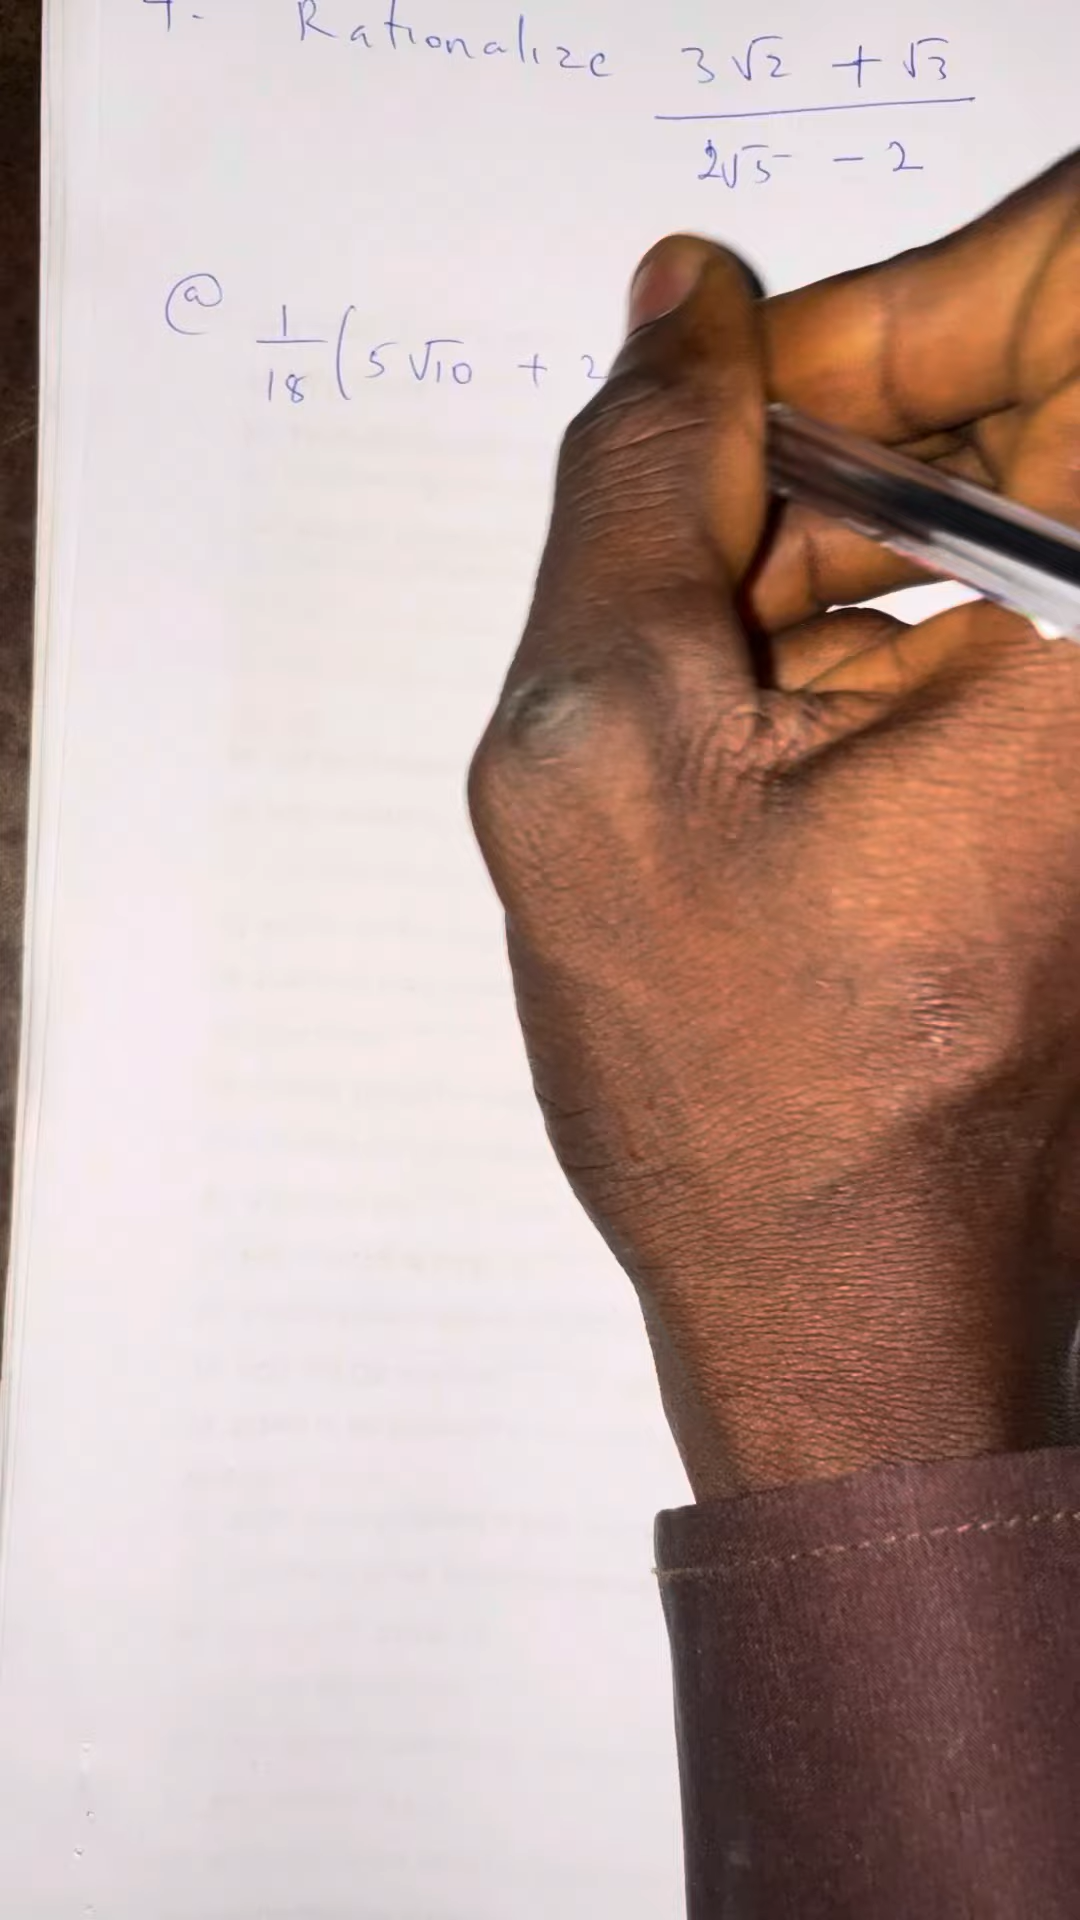 Rationalize 3√2 + √3
2√5 - 2
ⓐ 1
18 (5√10 + 2